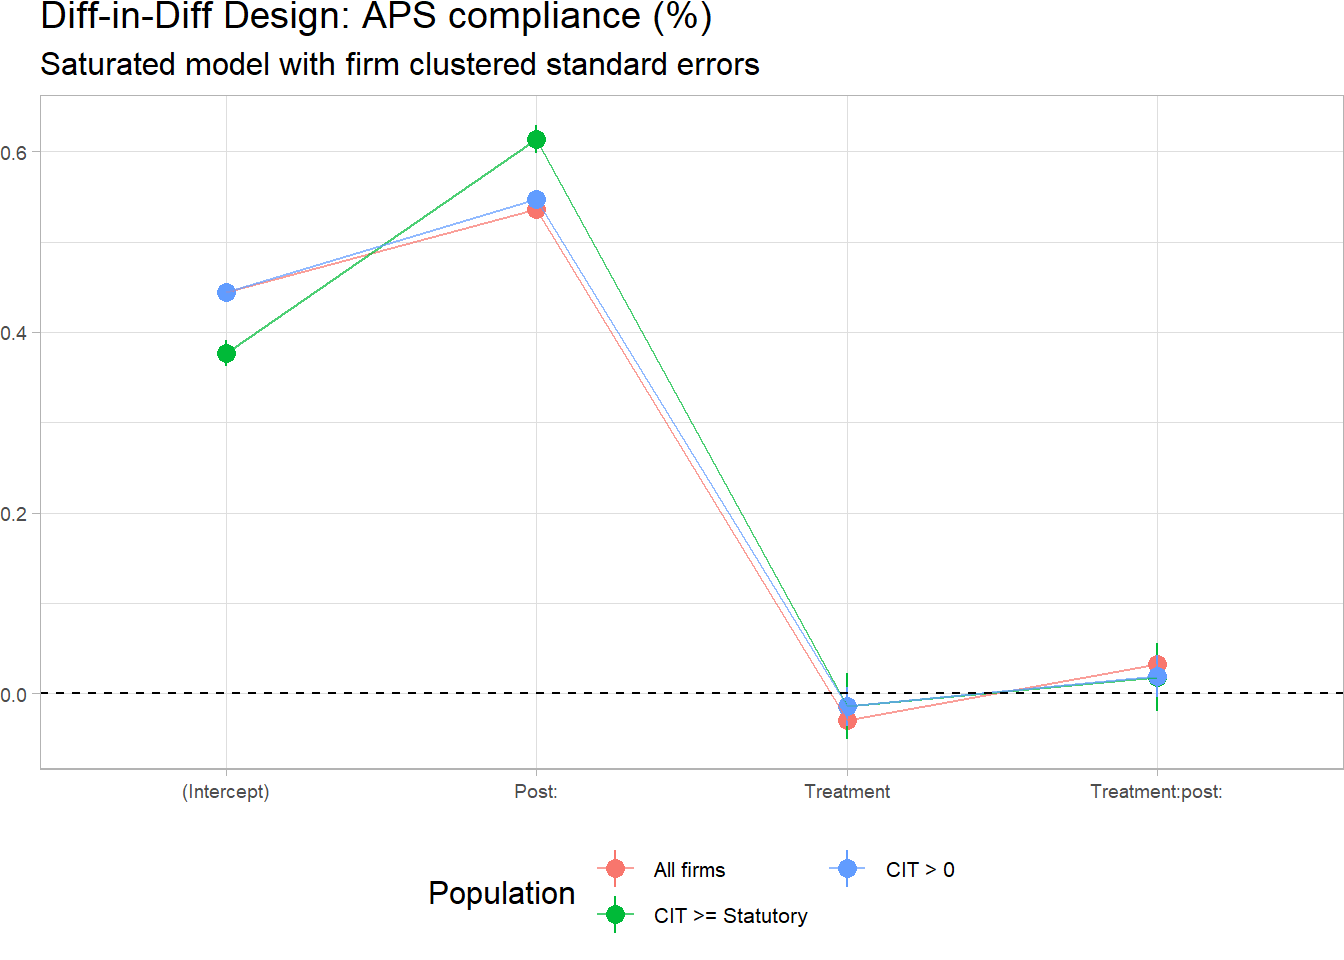 Diff-in-Diff Design: APS compliance (%)
Saturated model with firm clustered standard errors
0.6
0.4
0.2
0.0
(Intercept)
Post:
Treatment
Treatment:post:
Population
All firms
CIT > 0
CIT >= Statutory